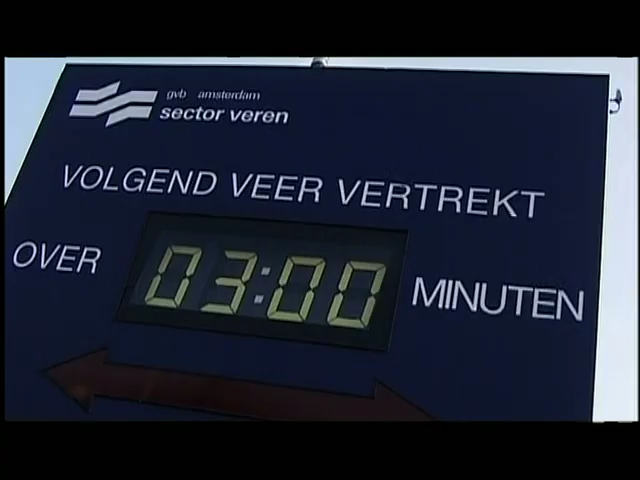 gvb amsterdam
sector veren
VOLGEND VEER VERTREKT
OVER 03:00 MINUTEN